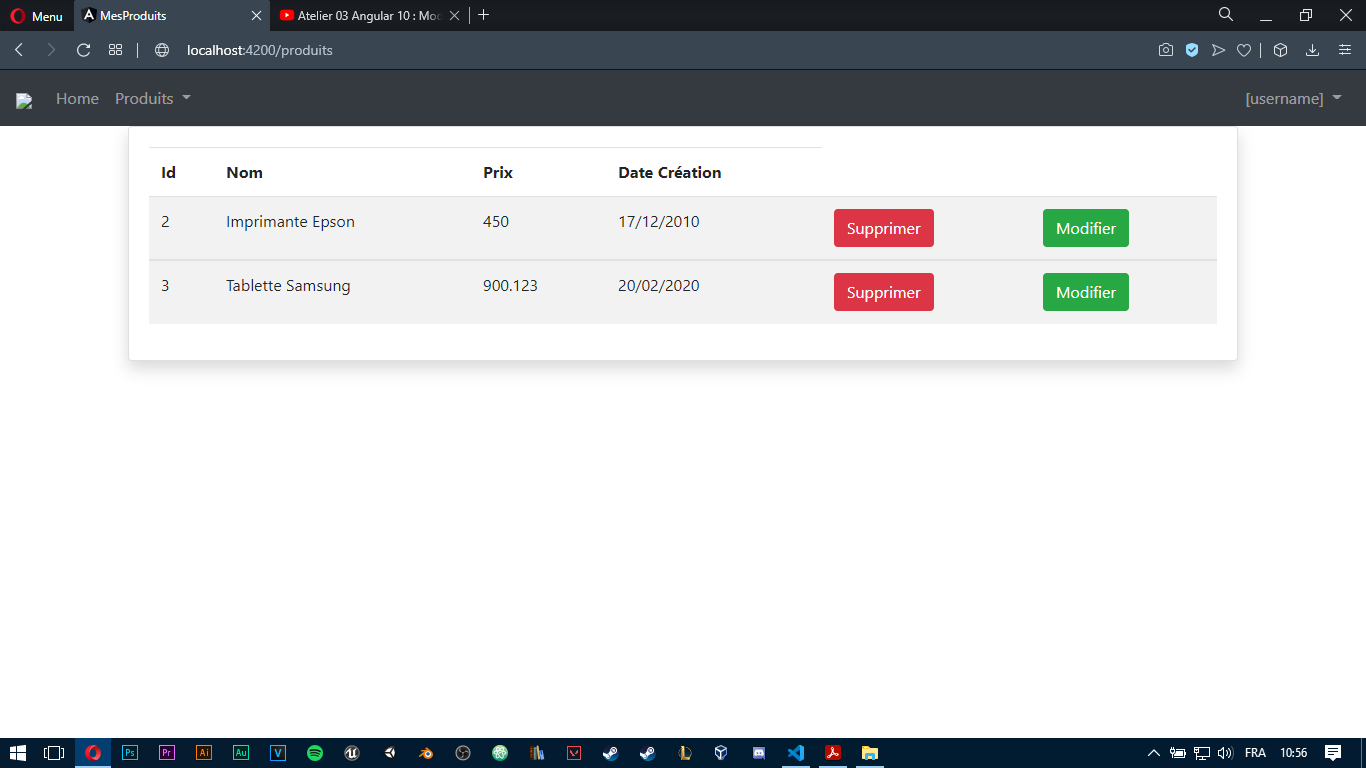 Menu
MesProduits
Atelier 03 Angular 10 : Moc
localhost:4200/produits
Home
Produits
[username]
Id Nom Prix Date Création
2 Imprimante Epson 450 17/12/2010 Supprimer Modifier
3 Tablette Samsung 900.123 20/02/2020 Supprimer Modifier
Ps Pr Ai Au V
FRA 10:56